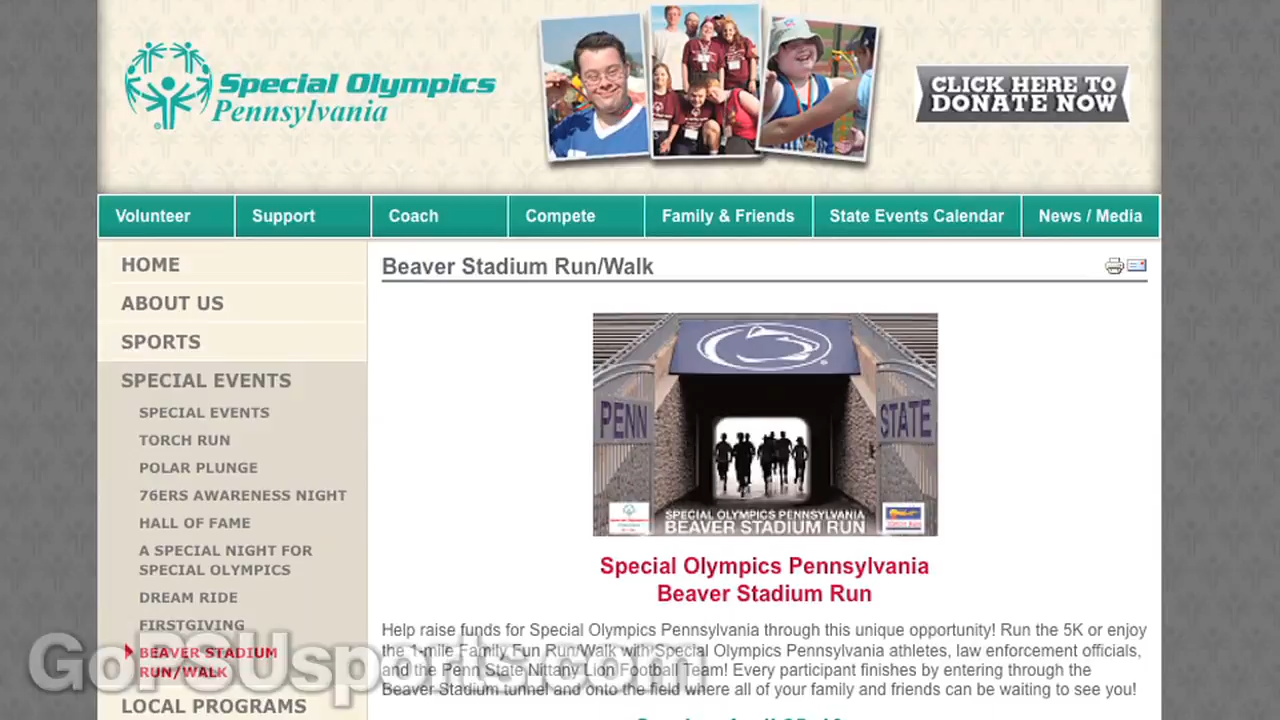 Special Olympics
Pennsylvania
CLICK HERE TO
DONATE NOW
Volunteer
Support
Coach
Compete
Family & Friends
State Events Calendar
News / Media
HOME
ABOUT US
SPORTS
SPECIAL EVENTS
SPECIAL EVENTS
TORCH RUN
POLAR PLUNGE
76ERS AWARENESS NIGHT
HALL OF FAME
A SPECIAL NIGHT FOR
SPECIAL OLYMPICS
DREAM RIDE
FIRSTGIVING
BEAVER STADIUM
RUN/WALK
LOCAL PROGRAMS
Beaver Stadium Run/Walk
PENN
STATE
SPECIAL OLYMPICS PENNSYLVANIA
BEAVER STADIUM RUN
Special Olympics Pennsylvania
Beaver Stadium Run
Help raise funds for Special Olympics Pennsylvania through this unique opportunity! Run the 5K or enjoy
the 1-mile Family Fun Run/Walk with Special Olympics Pennsylvania athletes, law enforcement officials,
and the Penn State Nittany Lion Football Team! Every participant finishes by entering through the
Beaver Stadium tunnel and onto the field where all of your family and friends can be waiting to see you!
GoPSUsports.com